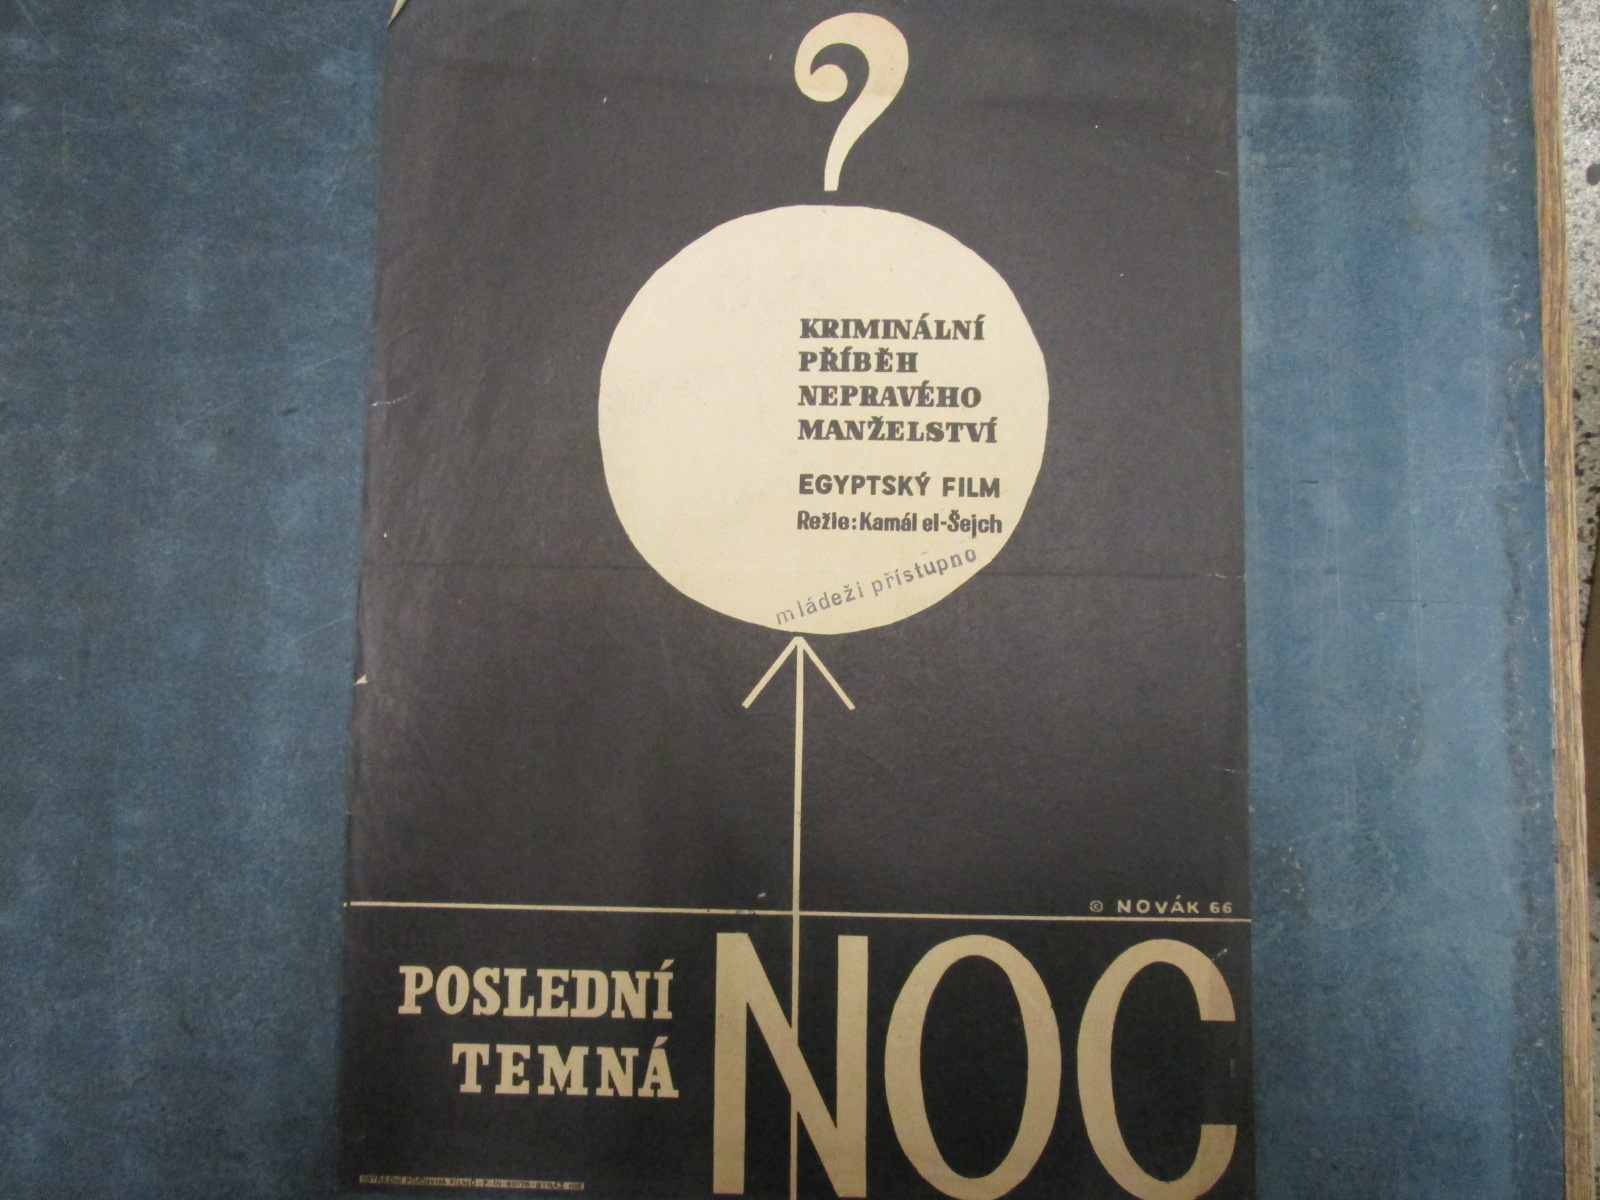 ?
KRIMINÁLNÍ
PŘÍBĚH
NEPRAVÉHO
MANŽELSTVÍ
EGYPTSKÝ FILM
Režie: Kamál el-Šejch
mládeži přístupno
© NOVÁK 66
POSLEDNÍ
TEMNÁ
NOC